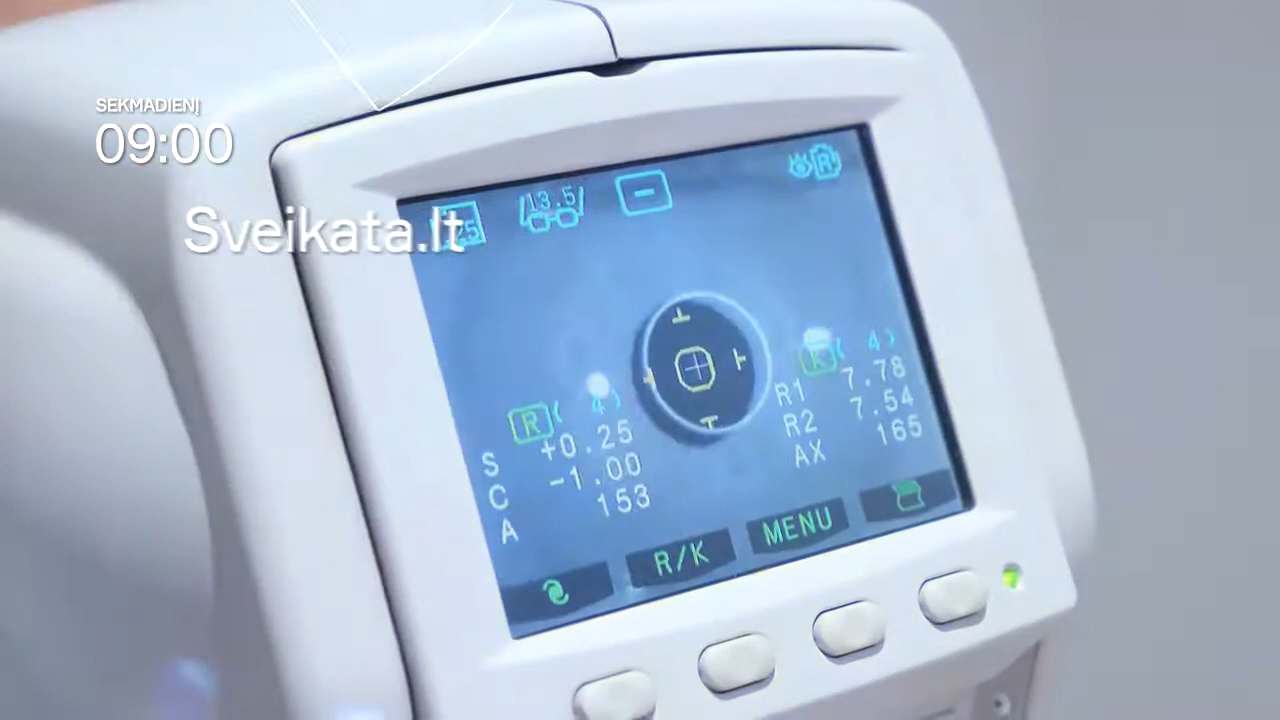 SEKMADIENĮ
09:00
Sveikata.lt
13.5
R
R
( 4)
S +0.25
C -1.00
A 153
( 4)
R1 7.78
R2 7.54
AX 165
R/K
MENU